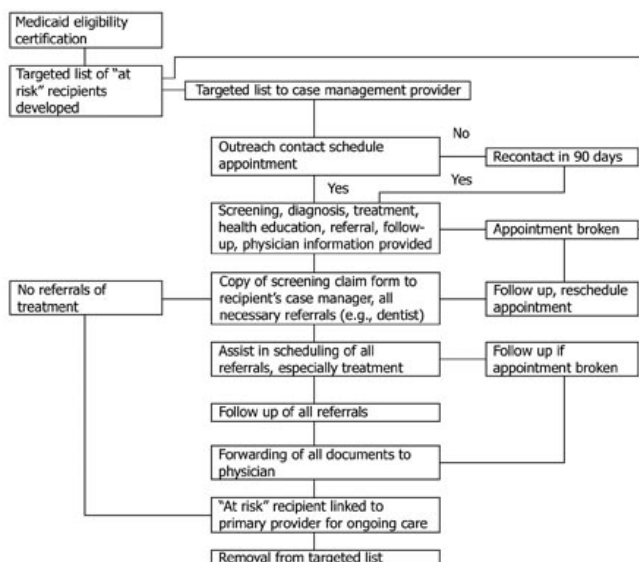 Medicaid eligibility
certification
Targeted list of “at
risk” recipients
developed
Targeted list to case management provider
No
Outreach contact schedule
appointment
Recontact in 90 days
Yes
Yes
Screening, diagnosis, treatment,
health education, referral, follow-
up, physician information provided
Appointment broken
No referrals of
treatment
Copy of screening claim form to
recipient’s case manager, all
necessary referrals (e.g., dentist)
Follow up, reschedule
appointment
Assist in scheduling of all
referrals, especially treatment
Follow up if
appointment broken
Follow up of all referrals
Forwarding of all documents to
physician
“At risk” recipient linked to
primary provider for ongoing care
Removal from targeted list